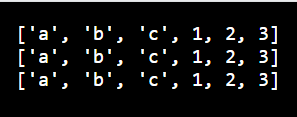 ['a', 'b', 'c', 1, 2, 3]
['a', 'b', 'c', 1, 2, 3]
['a', 'b', 'c', 1, 2, 3]